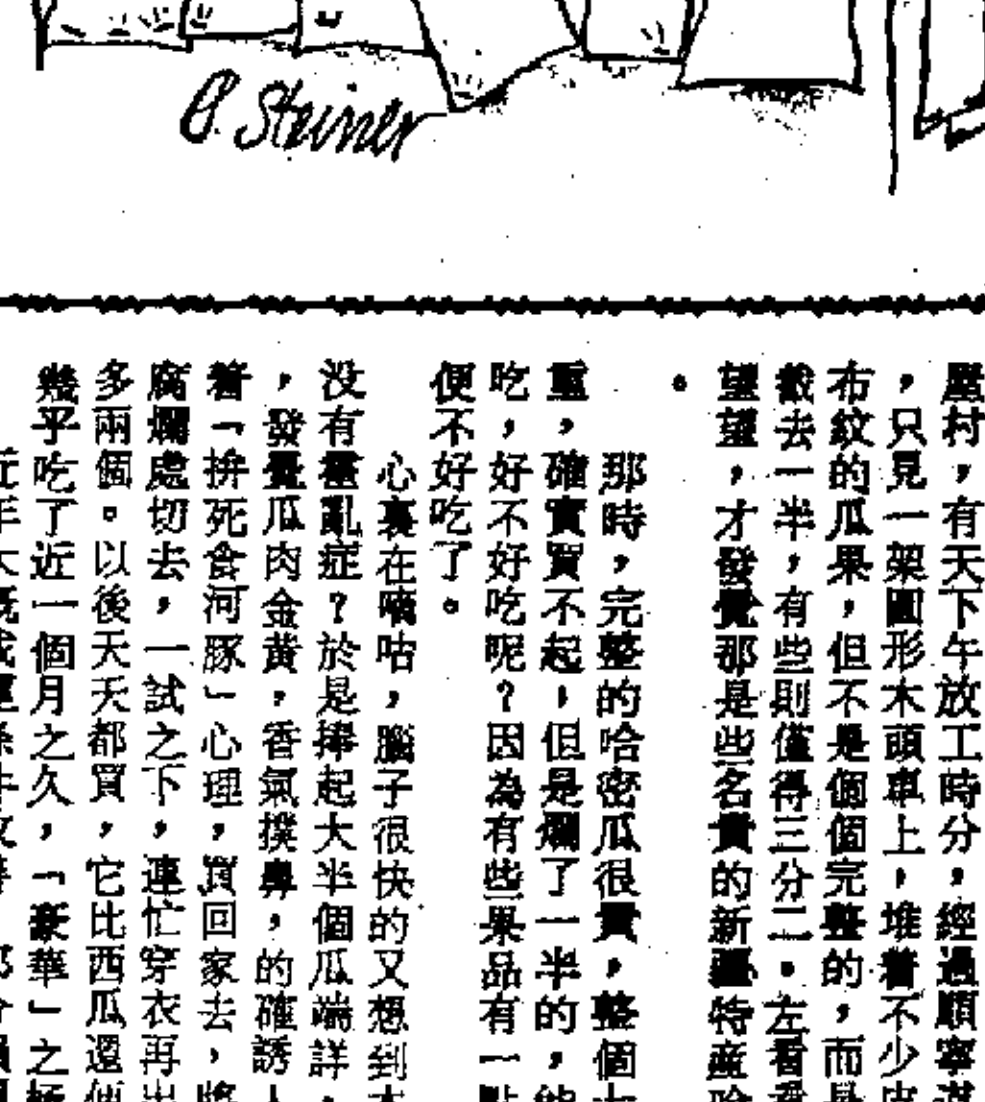 P. Steiner
壓村，有天下午放工時分，經過順寧道
，只見一架圓形木頭車上，堆着不少皮
布紋的瓜果，但不是個個完整的，而是
截去一半，有些則僅得三分二。左看看
望望，才發覺那是些名貴的新疆特產哈
。
那時，完整的哈密瓜很貴，整個
重，確實買不起，但是爛了一半的，
吃，好不好吃呢？因為有些果品有一點
便不好吃了。
心裏在嘀咕，腦子很快的又想到
没有霍亂症？於是捧起大半個瓜端詳
，發覺瓜肉金黃，香氣撲鼻，的確誘人
着「拚死食河豚」心理，買回家去，將
腐爛處切去，一試之下，連忙穿衣再出
多兩個。以後天天都買，它比西瓜還便
幾乎吃了近一個月之久，「豪華」之極
近年大概